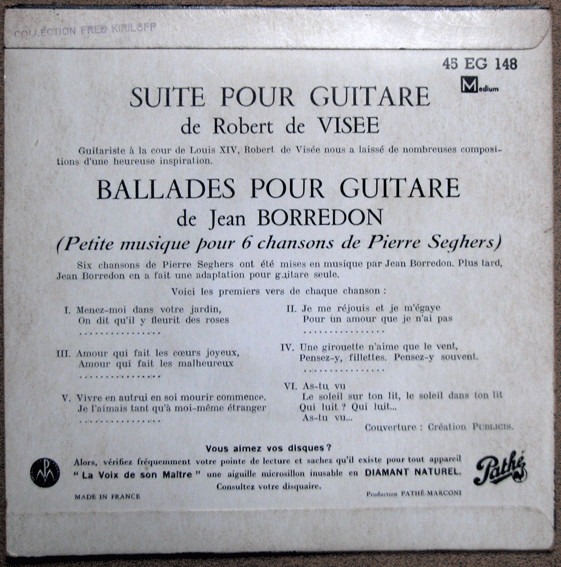 COLLECTION FRED KIRILOFF
45 EG 148
Medium
SUITE POUR GUITARE
de Robert de VISEE
Guitariste à la cour de Louis XIV, Robert de Visée nous a laissé de nombreuses composi-
tions d'une heureuse inspiration.
BALLADES POUR GUITARE
de Jean BORREDON
(Petite musique pour 6 chansons de Pierre Seghers)
Six chansons de Pierre Seghers ont été mises en musique par Jean Borredon. Plus tard,
Jean Borredon en a fait une adaptation pour guitare seule.
Voici les premiers vers de chaque chanson :
I. Menez-moi dans votre jardin,
On dit qu'il y fleurit des roses
. . . . . . . . . . . . . . .
II. Je me réjouis et je m'égaye
Pour un amour que je n'ai pas
. . . . . . . . . . . . . . .
III. Amour qui fait les cœurs joyeux,
Amour qui fait les malheureux
. . . . . . . . . . . . . . .
IV. Une girouette n'aime que le vent,
Pensez-y, fillettes. Pensez-y souvent.
. . . . . . . . . . . . . . .
V. Vivre en autrui en soi mourir commence.
Je l'aimais tant qu'à moi-même étranger
. . . . . . . . . . . . . . .
VI. As-tu vu
Le soleil sur ton lit, le soleil dans ton lit
Qui luit ? Qui luit...
As-tu vu...
Couverture : Création PUBLICIS.
Vous aimez vos disques ?
Alors, vérifiez fréquemment votre pointe de lecture et sachez qu'il existe pour tout appareil
"La Voix de son Maître" une aiguille microsillon inusable en DIAMANT NATUREL.
Consultez votre disquaire.
MADE IN FRANCE
Production PATHÉ-MARCONI
Pathé